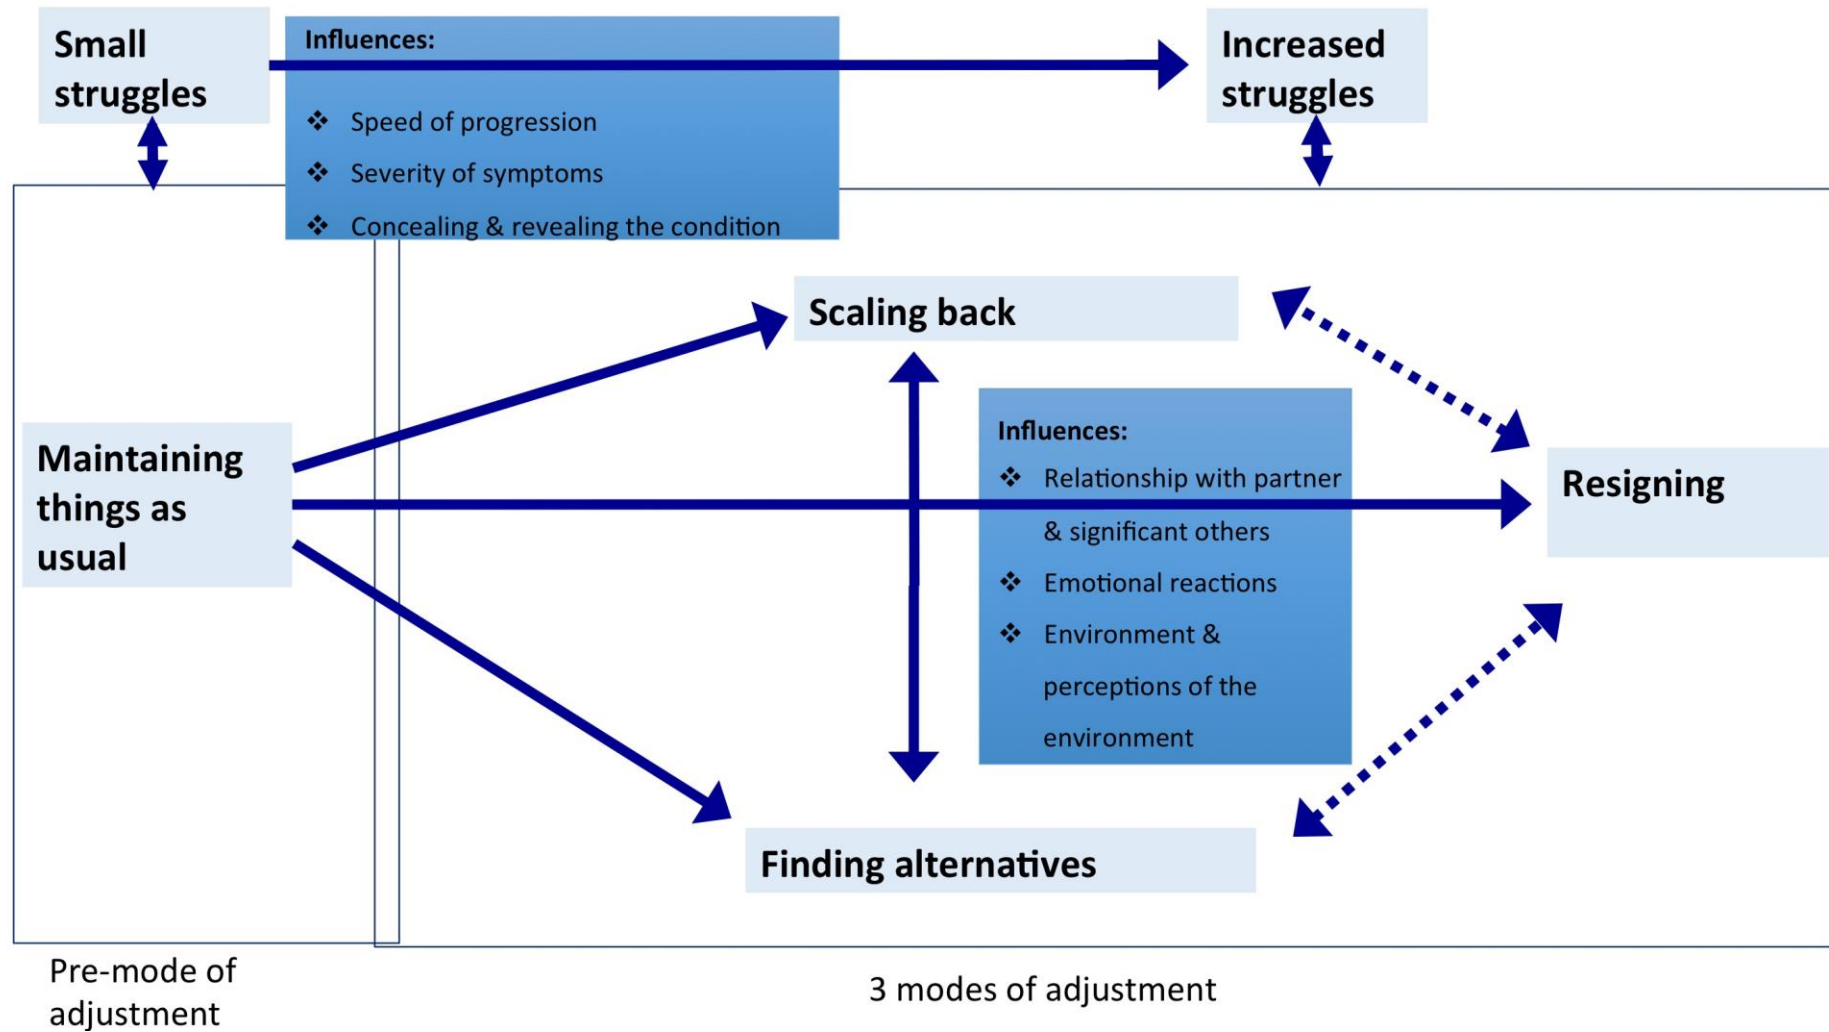 Small
struggles
Influences:
❖ Speed of progression
❖ Severity of symptoms
❖ Concealing & revealing the condition
Increased
struggles
Scaling back
Maintaining
things as
usual
Influences:
❖ Relationship with partner
& significant others
❖ Emotional reactions
❖ Environment &
perceptions of the
environment
Resigning
Finding alternatives
Pre-mode of
adjustment
3 modes of adjustment